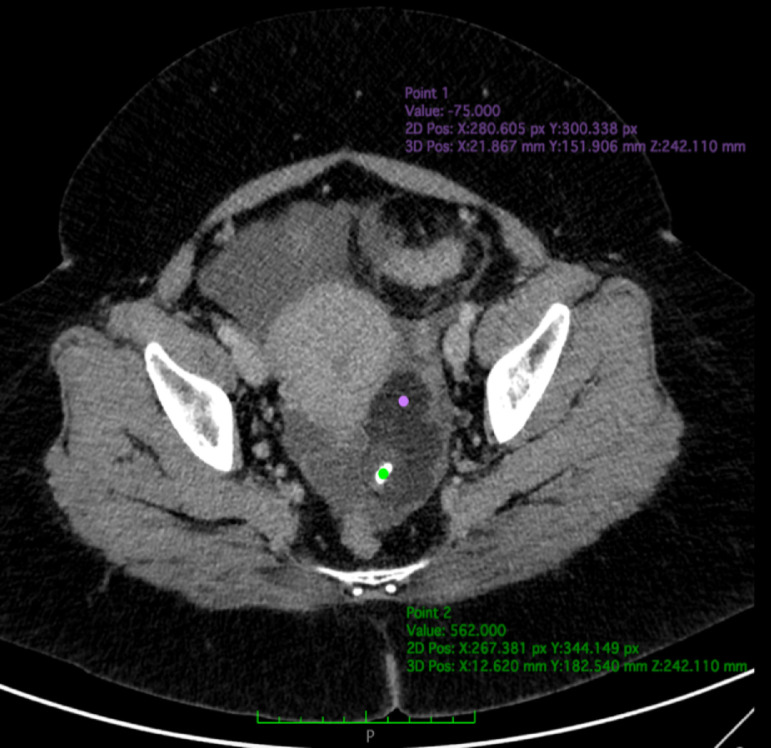 Point 1
Value: -75.000
2D Pos: X:280.605 px Y:300.338 px
3D Pos: X:21.867 mm Y:151.906 mm Z:242.110 mm
Point 2
Value: 562.000
2D Pos: X:267.381 px Y:344.149 px
3D Pos: X:12.620 mm Y:182.540 mm Z:242.110 mm
P